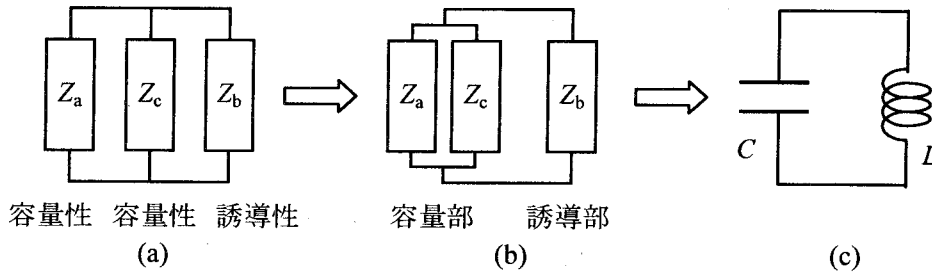 Za Zc Zb
容量性 容量性 誘導性
(a)
Za Zc Zb
容量部 誘導部
(b)
C L
(c)